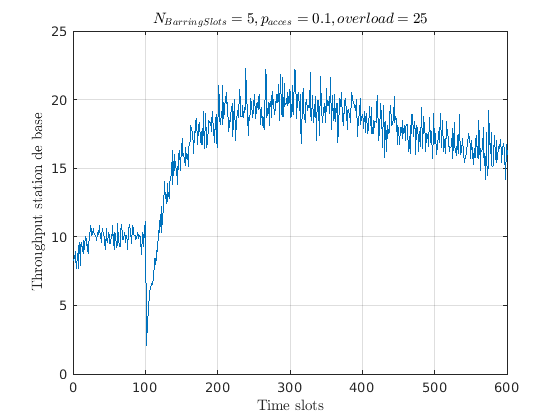 N_{BarringSlots} = 5, p_{acces} = 0.1, overload = 25
25
20
15
10
5
0
Throughput station de base
0 100 200 300 400 500 600
Time slots